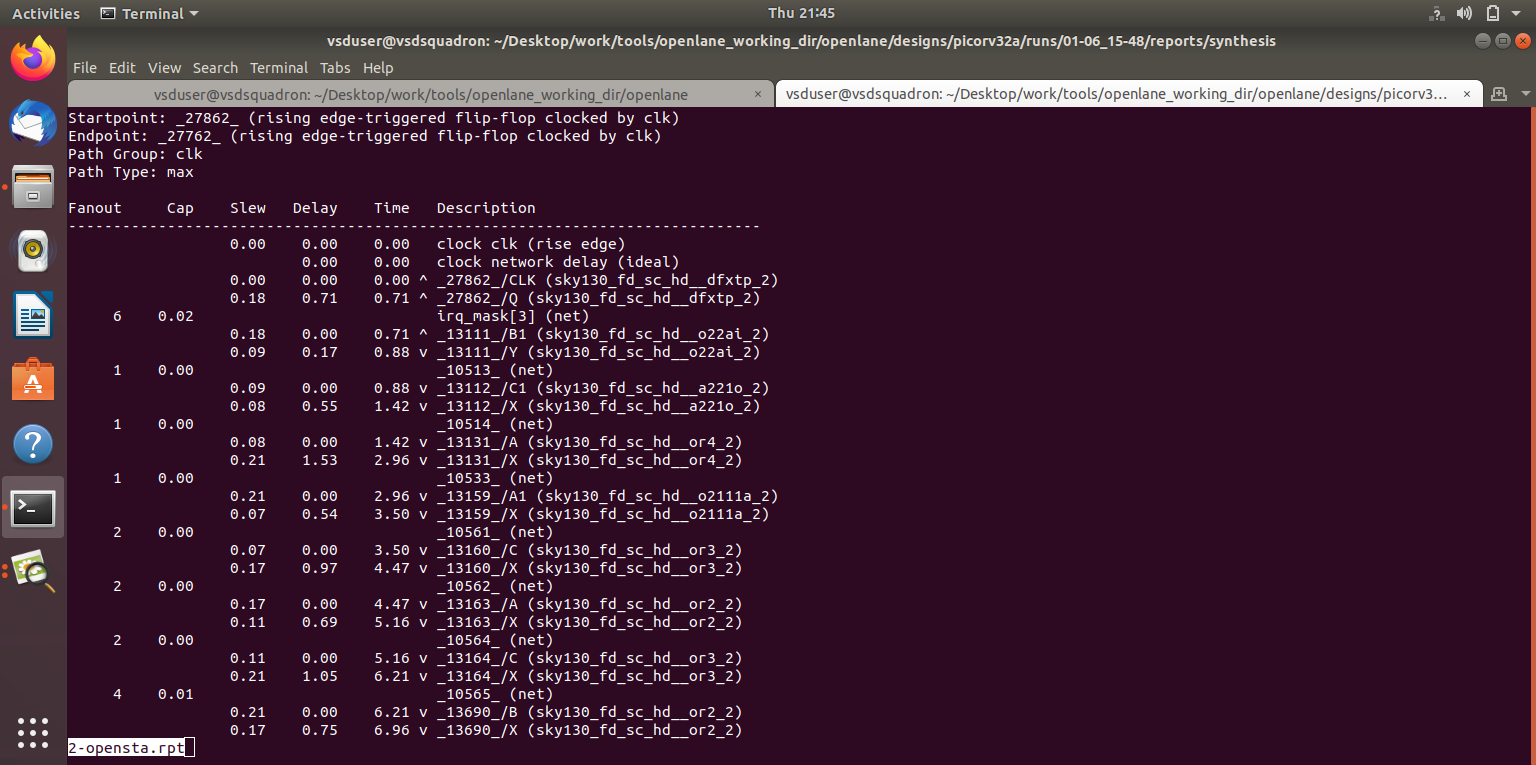 Activities Terminal Thu 21:45
vsduser@vsdsquadron: ~/Desktop/work/tools/openlane_working_dir/openlane/designs/picorv32a/runs/01-06_15-48/reports/synthesis
File Edit View Search Terminal Tabs Help
vsduser@vsdsquadron: ~/Desktop/work/tools/openlane_working_dir/openlane × vsduser@vsdsquadron: ~/Desktop/work/tools/openlane_working_dir/openlane/designs/picorv3... ×
Startpoint: _27862_ (rising edge-triggered flip-flop clocked by clk)
Endpoint: _27762_ (rising edge-triggered flip-flop clocked by clk)
Path Group: clk
Path Type: max
Fanout     Cap    Slew   Delay    Time   Description
-----------------------------------------------------------------------------
                  0.00    0.00    0.00   clock clk (rise edge)
                          0.00    0.00   clock network delay (ideal)
                  0.00    0.00    0.00 ^ _27862_/CLK (sky130_fd_sc_hd__dfxtp_2)
                  0.18    0.71    0.71 ^ _27862_/Q (sky130_fd_sc_hd__dfxtp_2)
     6    0.02                           irq_mask[3] (net)
                  0.18    0.00    0.71 ^ _13111_/B1 (sky130_fd_sc_hd__o22ai_2)
                  0.09    0.17    0.88 v _13111_/Y (sky130_fd_sc_hd__o22ai_2)
     1    0.00                           _10513_ (net)
                  0.09    0.00    0.88 v _13112_/C1 (sky130_fd_sc_hd__a221o_2)
                  0.08    0.55    1.42 v _13112_/X (sky130_fd_sc_hd__a221o_2)
     1    0.00                           _10514_ (net)
                  0.08    0.00    1.42 v _13131_/A (sky130_fd_sc_hd__or4_2)
                  0.21    1.53    2.96 v _13131_/X (sky130_fd_sc_hd__or4_2)
     1    0.00                           _10533_ (net)
                  0.21    0.00    2.96 v _13159_/A1 (sky130_fd_sc_hd__o2111a_2)
                  0.07    0.54    3.50 v _13159_/X (sky130_fd_sc_hd__o2111a_2)
     2    0.00                           _10561_ (net)
                  0.07    0.00    3.50 v _13160_/C (sky130_fd_sc_hd__or3_2)
                  0.17    0.97    4.47 v _13160_/X (sky130_fd_sc_hd__or3_2)
     2    0.00                           _10562_ (net)
                  0.17    0.00    4.47 v _13163_/A (sky130_fd_sc_hd__or2_2)
                  0.11    0.69    5.16 v _13163_/X (sky130_fd_sc_hd__or2_2)
     2    0.00                           _10564_ (net)
                  0.11    0.00    5.16 v _13164_/C (sky130_fd_sc_hd__or3_2)
                  0.21    1.05    6.21 v _13164_/X (sky130_fd_sc_hd__or3_2)
     4    0.01                           _10565_ (net)
                  0.21    0.00    6.21 v _13690_/B (sky130_fd_sc_hd__or2_2)
                  0.17    0.75    6.96 v _13690_/X (sky130_fd_sc_hd__or2_2)
2-opensta.rpt